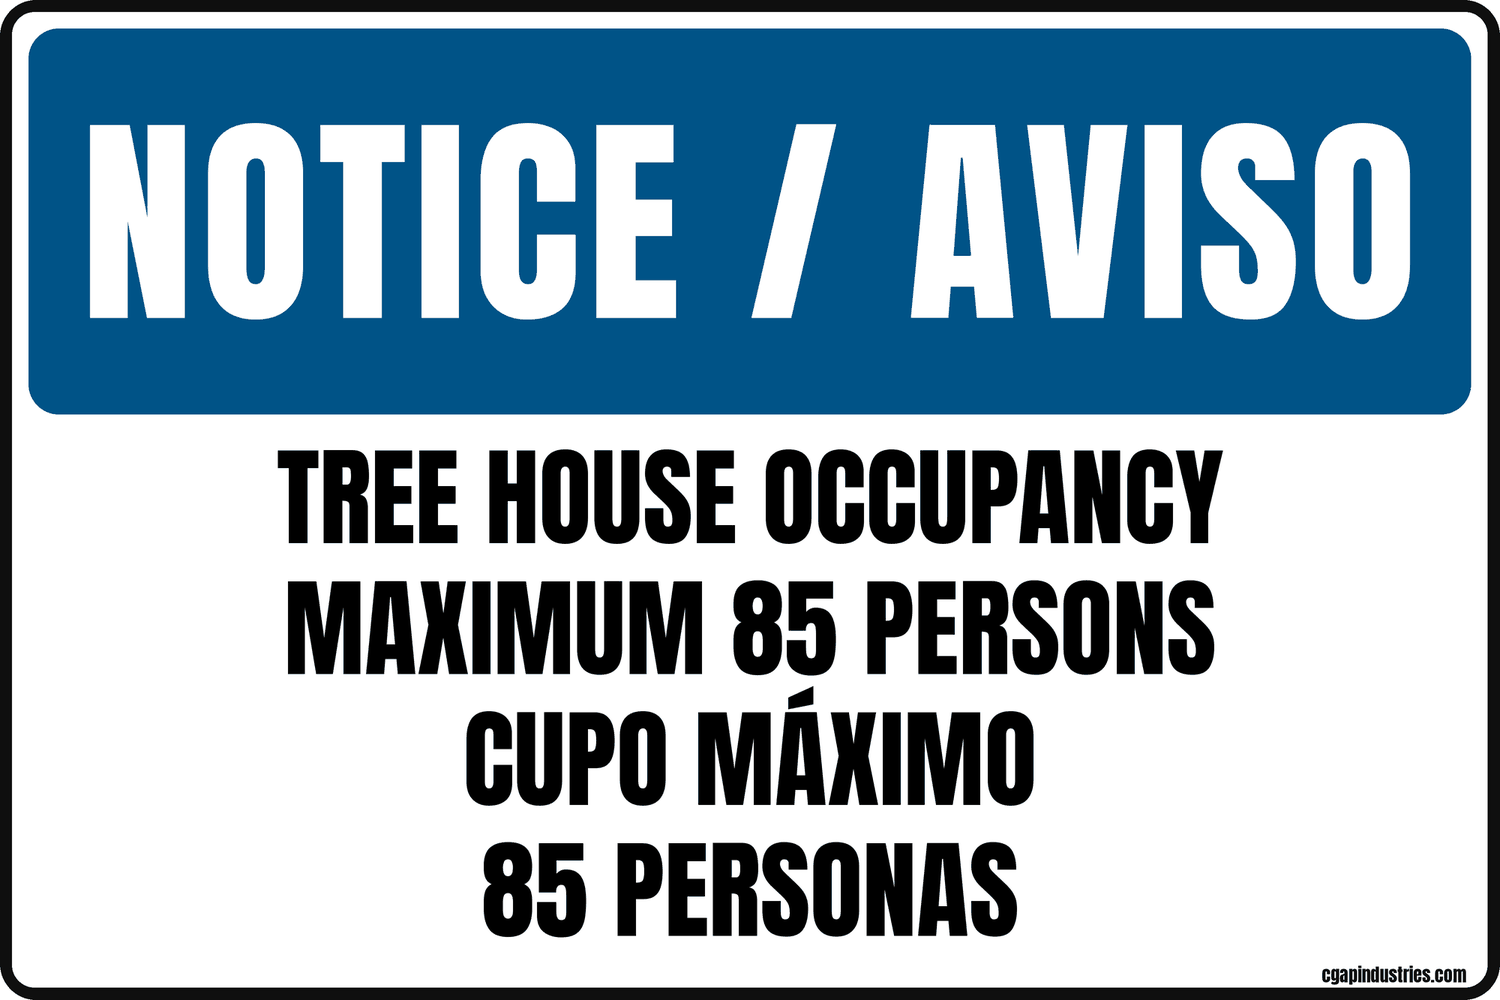 NOTICE / AVISO
TREE HOUSE OCCUPANCY
MAXIMUM 85 PERSONS
CUPO MÁXIMO
85 PERSONAS
cgapindustries.com